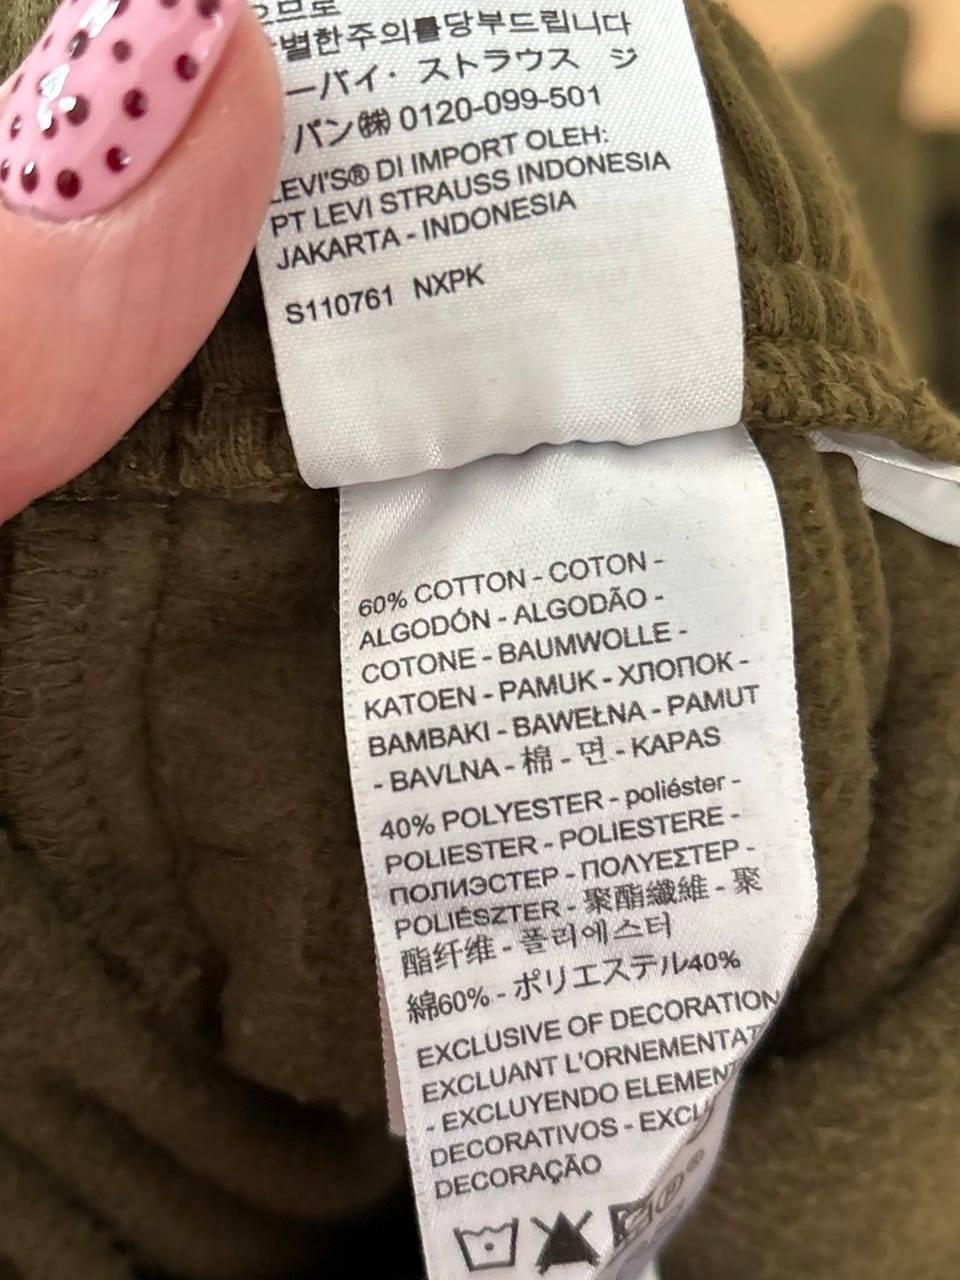 으므로
별한주의를당부드립니다
ーバイ・ストラウス ジ
パン㈱ 0120-099-501
LEVI'S® DI IMPORT OLEH:
PT LEVI STRAUSS INDONESIA
JAKARTA - INDONESIA
S110761 NXPK
60% COTTON - COTON -
ALGODÓN - ALGODÃO -
COTONE - BAUMWOLLE -
KATOEN - PAMUK - ХЛОПОК -
BAMBAKI - BAWEŁNA - PAMUT
- BAVLNA - 棉 - 면 - KAPAS
40% POLYESTER - poliéster -
POLIESTER - POLIESTERE -
ПОЛИЭСТЕР - ΠΟΛΥΕΣΤΕΡ -
POLIÉSZTER - 聚酯纖維 - 聚
酯纤维 - 폴리에스터
綿60% - ポリエステル40%
EXCLUSIVE OF DECORATION
EXCLUANT L'ORNEMENTAT
- EXCLUYENDO ELEMENT
DECORATIVOS - EXCL
DECORAÇÃO